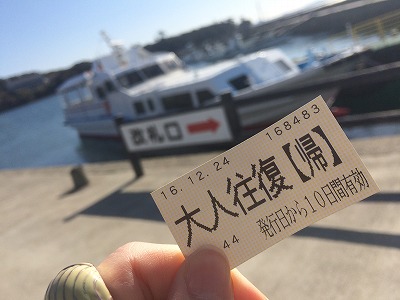 改札口
16.12.24
168483
大人往復【帰】
44
発行日から10日間有効